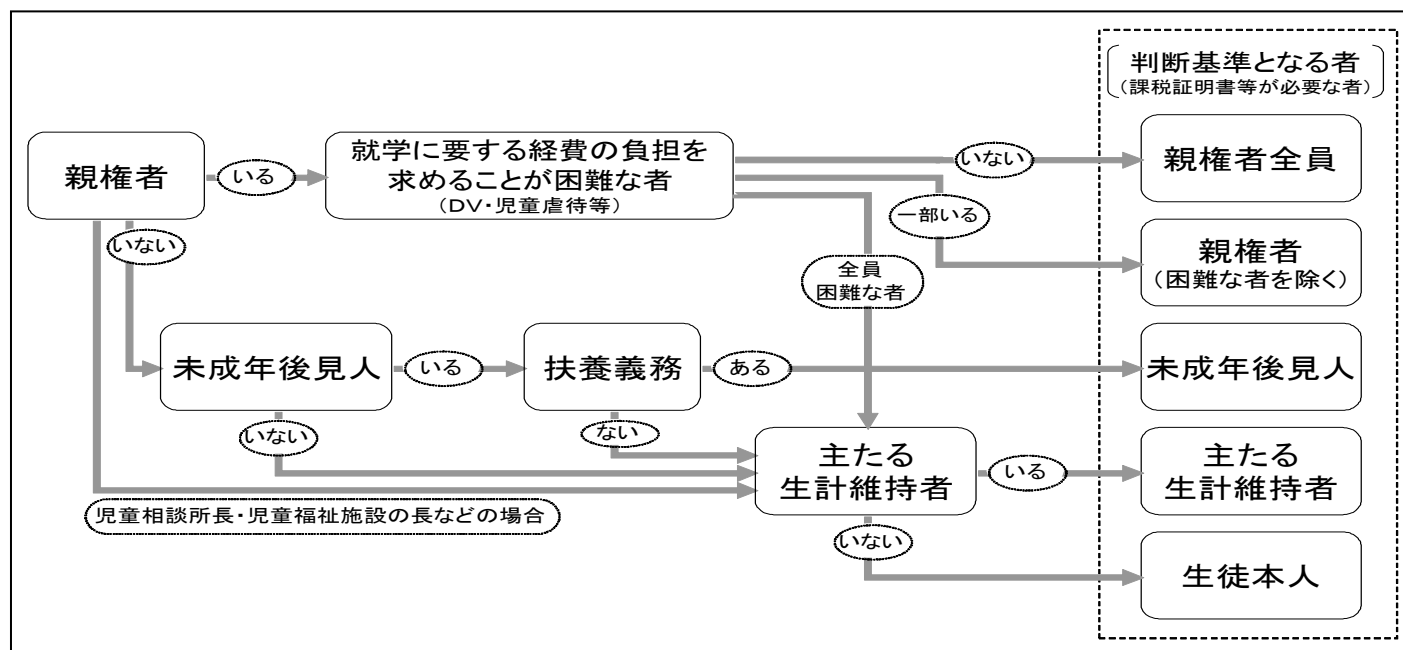 判断基準となる者
（課税証明書等が必要な者）
親権者
いる
就学に要する経費の負担を
求めることが困難な者
（DV・児童虐待等）
いない
親権者全員
一部いる
親権者
（困難な者を除く）
全員
困難な者
いない
未成年後見人
いる
扶養義務
ある
未成年後見人
いない
ない
主たる
生計維持者
いる
主たる
生計維持者
児童相談所長・児童福祉施設の長などの場合
いない
生徒本人